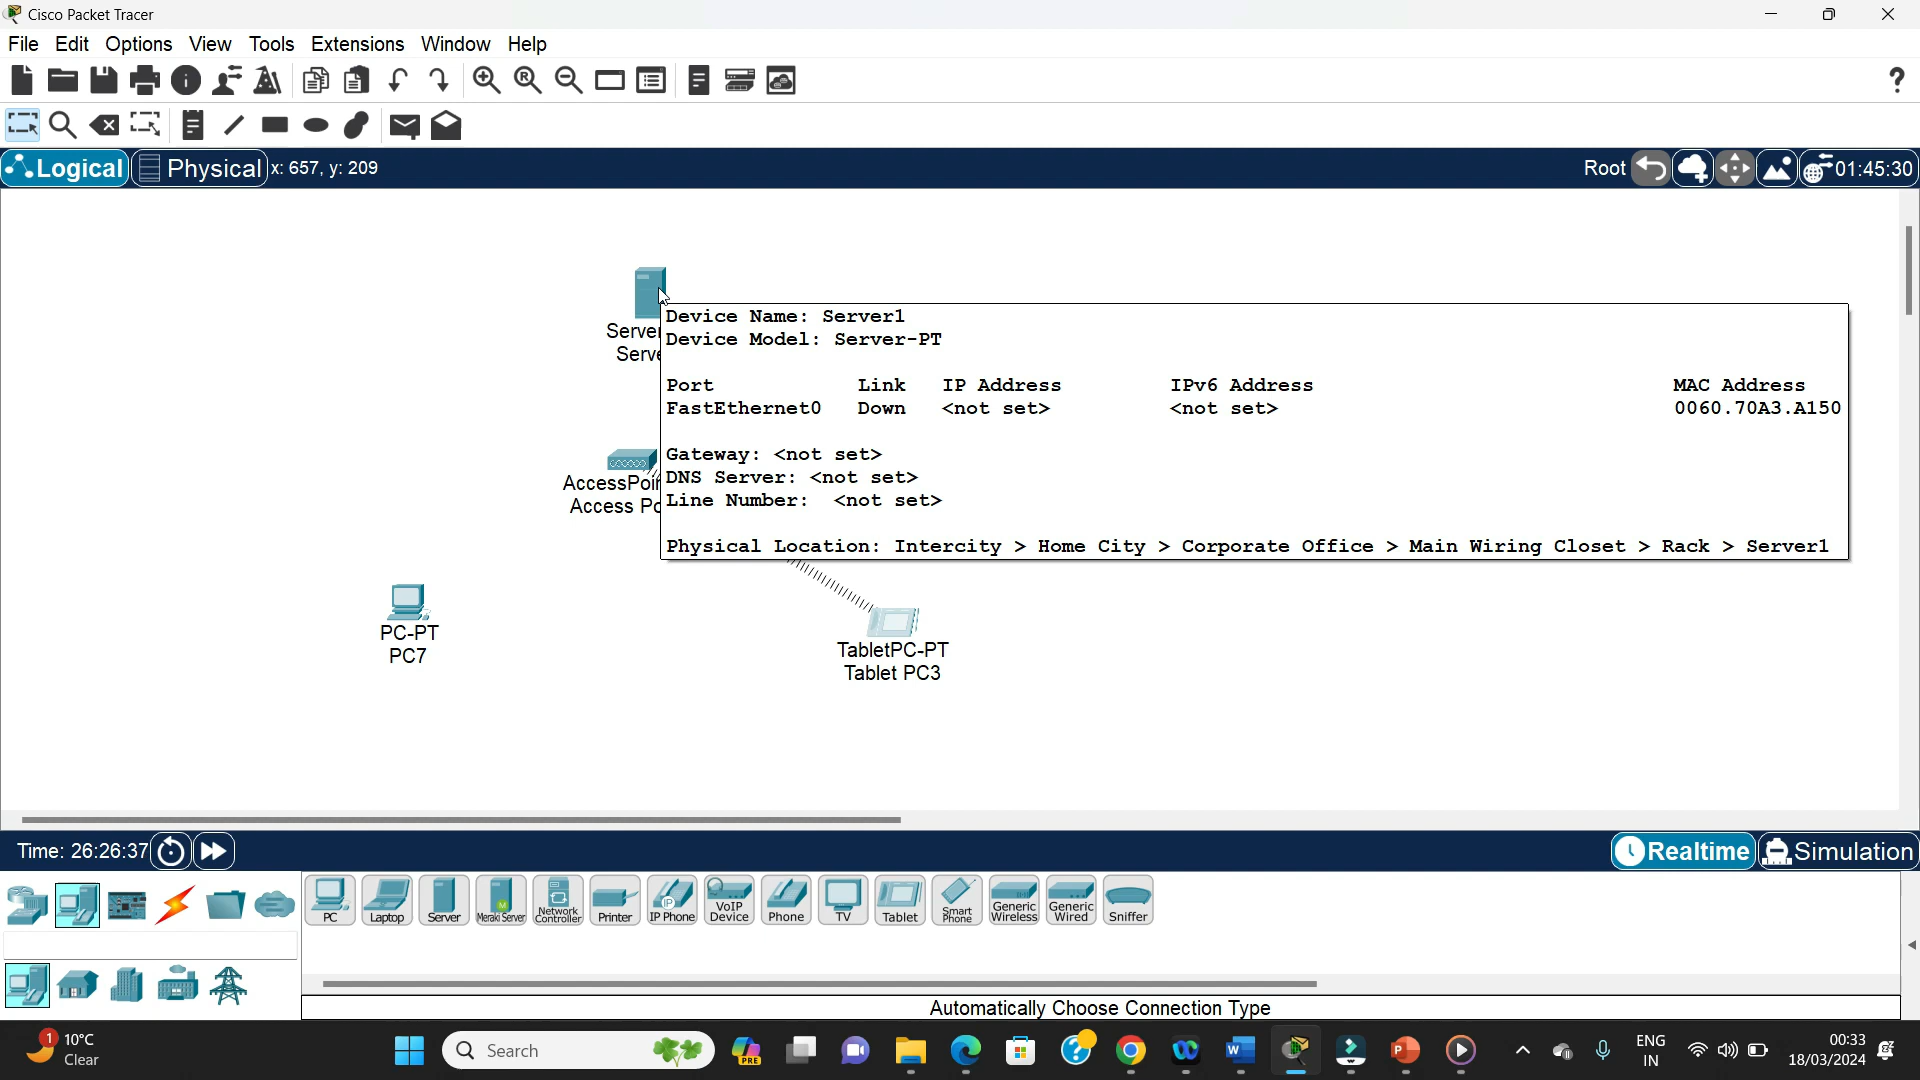 Cisco Packet Tracer
File Edit Options View Tools Extensions Window Help
Logical Physical x: 657, y: 209 Root 01:45:30
Server
Serve
Device Name: Server1
Device Model: Server-PT
Port Link IP Address IPv6 Address MAC Address
FastEthernet0 Down <not set> <not set> 0060.70A3.A150
Gateway: <not set>
DNS Server: <not set>
Line Number: <not set>
Physical Location: Intercity > Home City > Corporate Office > Main Wiring Closet > Rack > Server1
AccessPoin
Access Po
PC-PT
PC7
TabletPC-PT
Tablet PC3
Time: 26:26:37 Realtime Simulation
PC Laptop Server Meraki Server Network Controller Printer IP Phone VoIP Device Phone TV Tablet Smart Phone Generic Wireless Generic Wired Sniffer
Automatically Choose Connection Type
1 10°C
Clear
Search
PRE
ENG
IN
00:33
18/03/2024